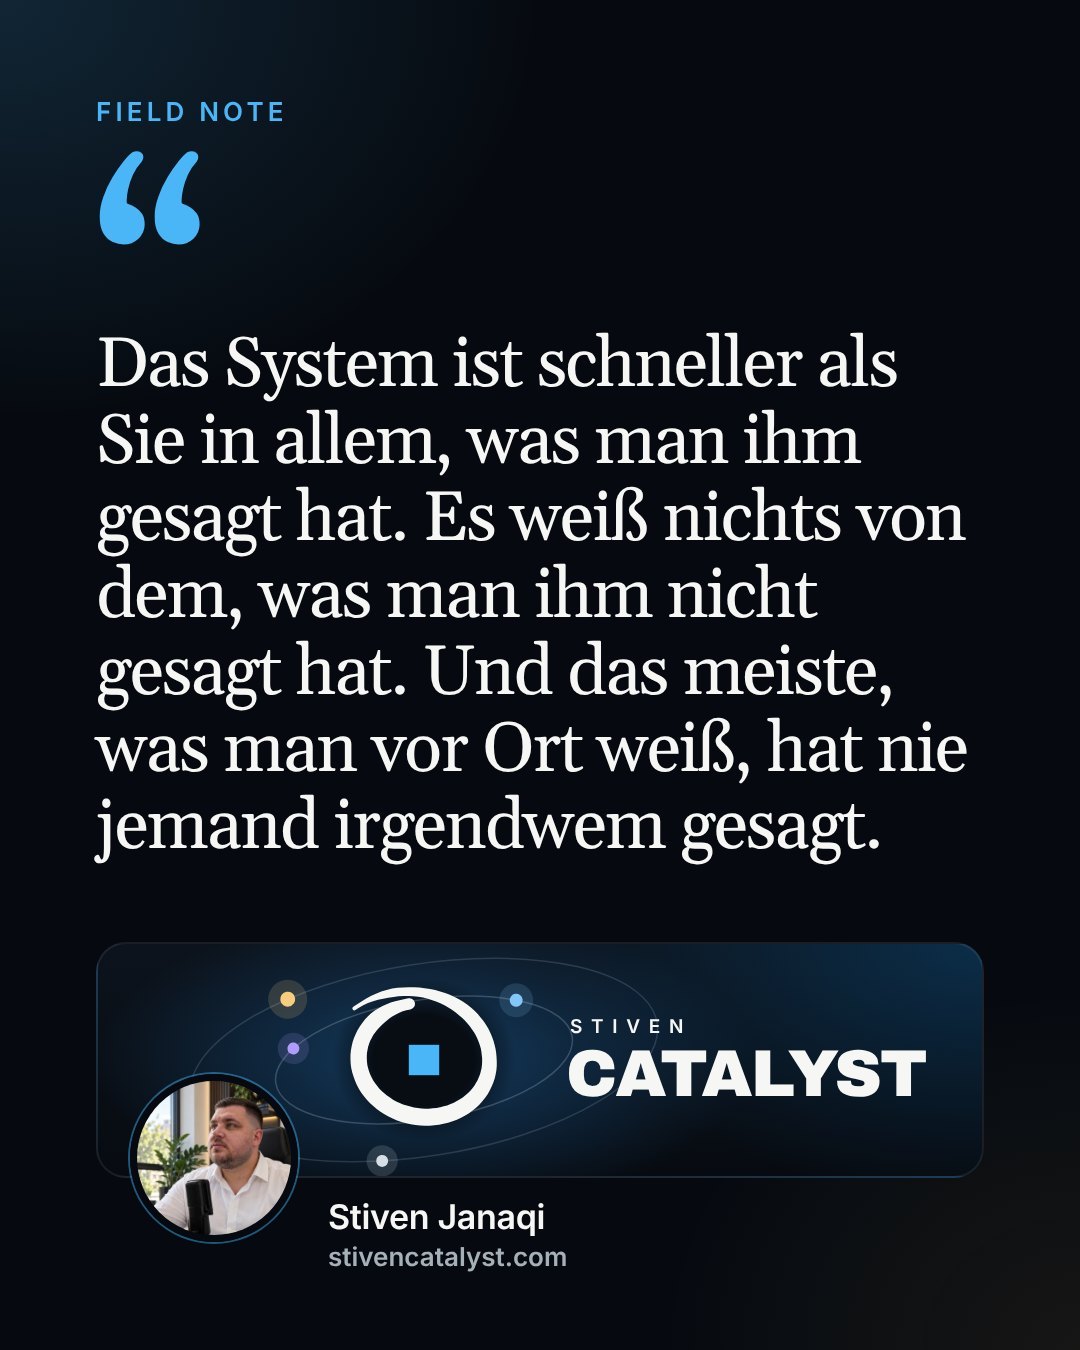 FIELD NOTE
“
Das System ist schneller als
Sie in allem, was man ihm
gesagt hat. Es weiß nichts von
dem, was man ihm nicht
gesagt hat. Und das meiste,
was man vor Ort weiß, hat nie
jemand irgendwem gesagt.
STIVEN
CATALYST
Stiven Janaqi
stivencatalyst.com